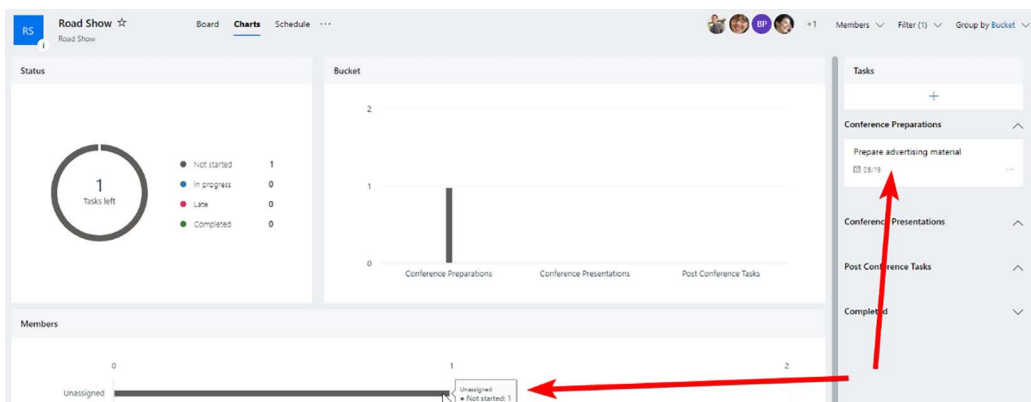 RS
i
Road Show ☆
Road Show
Board Charts Schedule ···
BP
+1
Members
Filter (1)
Group by Bucket
Status
1
Tasks left
Not started 1
In progress 0
Late 0
Completed 0
Bucket
2
1
0
Conference Preparations Conference Presentations Post Conference Tasks
Members
0 1 2
Unassigned
Unassigned
• Not started: 1
Tasks
+
Conference Preparations
Prepare advertising material
08/19
...
Conference Presentations
Post Conference Tasks
Completed